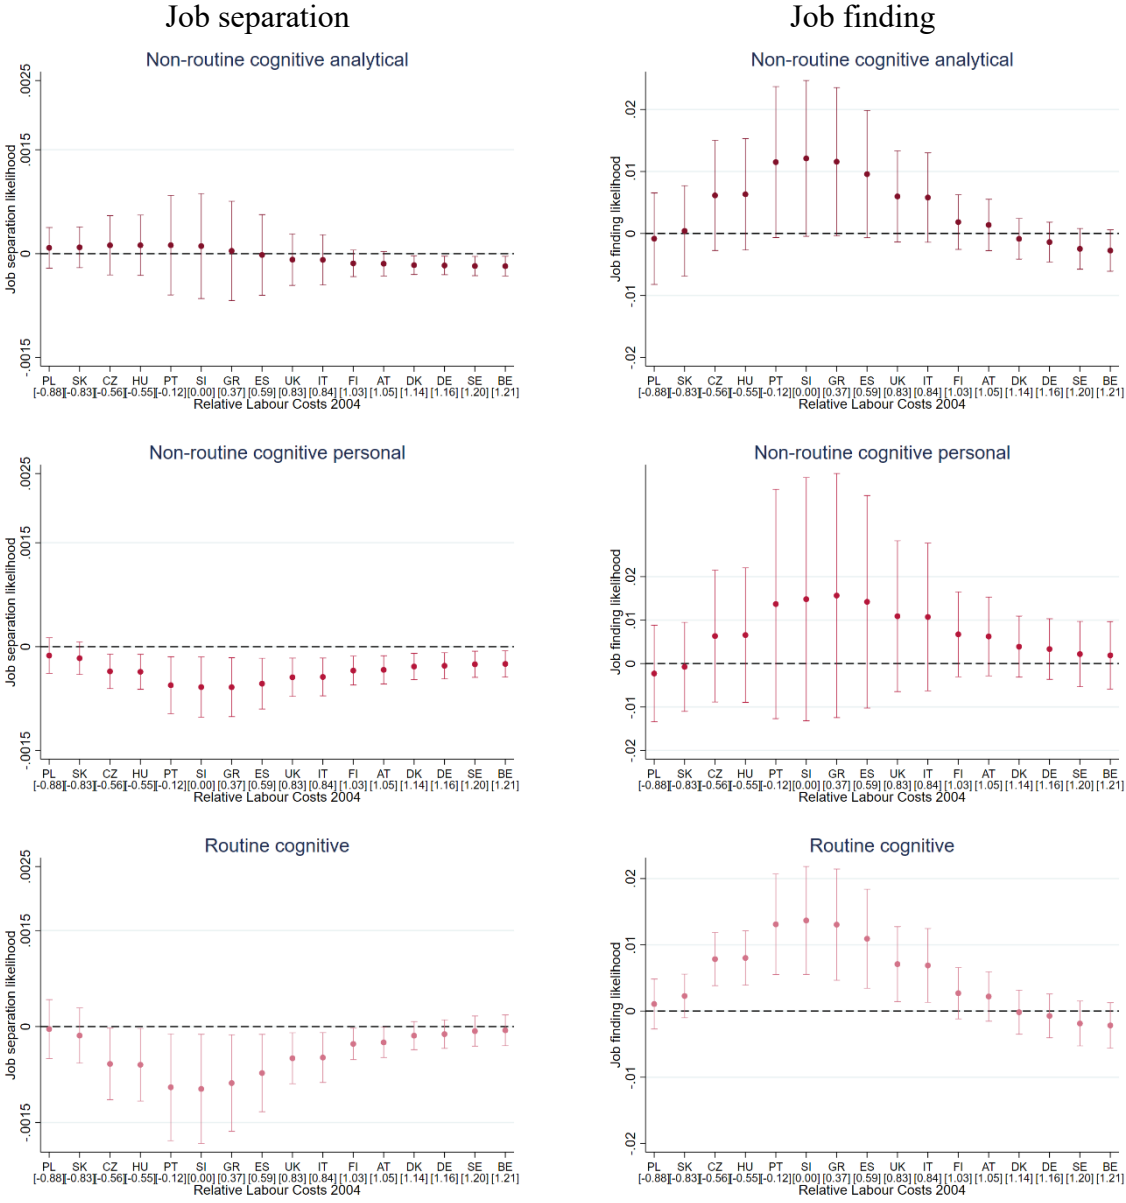 Job separation
Job finding
Non-routine cognitive analytical
Job separation likelihood
.0025
.0015
0
-.0015
PL SK CZ HU PT SI GR ES UK IT FI AT DK DE SE BE
[-0.88][-0.83][-0.56][-0.55][-0.12][0.00] [0.37] [0.59] [0.83] [0.84] [1.03] [1.05] [1.14] [1.16] [1.20] [1.21]
Relative Labour Costs 2004
Non-routine cognitive analytical
Job finding likelihood
.02
.01
0
-.01
-.02
PL SK CZ HU PT SI GR ES UK IT FI AT DK DE SE BE
[-0.88][-0.83][-0.56][-0.55][-0.12][0.00] [0.37] [0.59] [0.83] [0.84] [1.03] [1.05] [1.14] [1.16] [1.20] [1.21]
Relative Labour Costs 2004
Non-routine cognitive personal
Job separation likelihood
.0025
.0015
0
-.0015
PL SK CZ HU PT SI GR ES UK IT FI AT DK DE SE BE
[-0.88][-0.83][-0.56][-0.55][-0.12][0.00] [0.37] [0.59] [0.83] [0.84] [1.03] [1.05] [1.14] [1.16] [1.20] [1.21]
Relative Labour Costs 2004
Non-routine cognitive personal
Job finding likelihood
.02
.01
0
-.01
-.02
PL SK CZ HU PT SI GR ES UK IT FI AT DK DE SE BE
[-0.88][-0.83][-0.56][-0.55][-0.12][0.00] [0.37] [0.59] [0.83] [0.84] [1.03] [1.05] [1.14] [1.16] [1.20] [1.21]
Relative Labour Costs 2004
Routine cognitive
Job separation likelihood
.0025
.0015
0
-.0015
PL SK CZ HU PT SI GR ES UK IT FI AT DK DE SE BE
[-0.88][-0.83][-0.56][-0.55][-0.12][0.00] [0.37] [0.59] [0.83] [0.84] [1.03] [1.05] [1.14] [1.16] [1.20] [1.21]
Relative Labour Costs 2004
Routine cognitive
Job finding likelihood
.02
.01
0
-.01
-.02
PL SK CZ HU PT SI GR ES UK IT FI AT DK DE SE BE
[-0.88][-0.83][-0.56][-0.55][-0.12][0.00] [0.37] [0.59] [0.83] [0.84] [1.03] [1.05] [1.14] [1.16] [1.20] [1.21]
Relative Labour Costs 2004